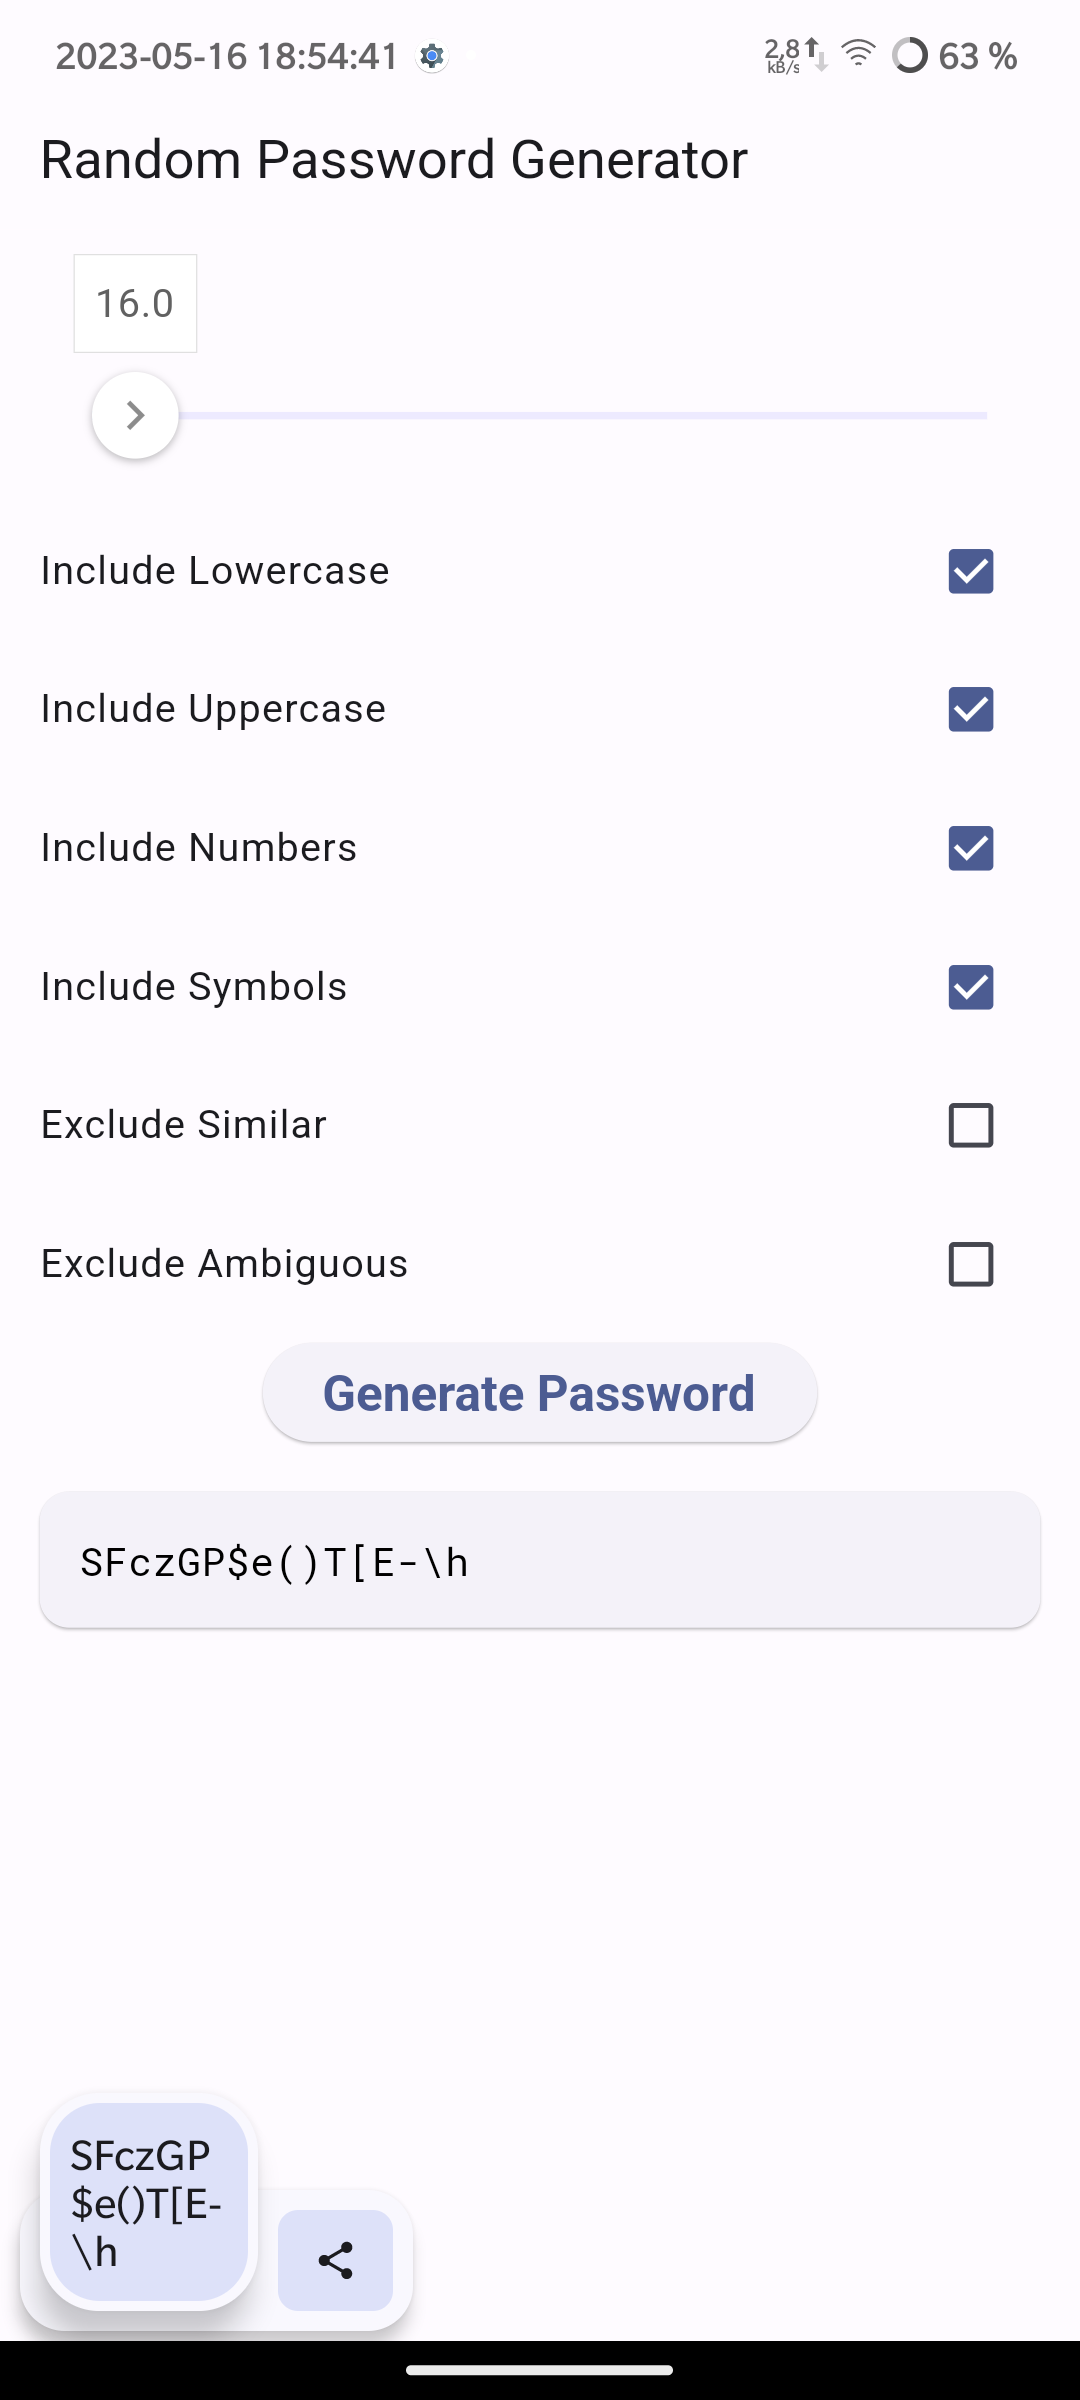 2023-05-16 18:54:41
2,8 kB/s
63 %
Random Password Generator
16.0
Include Lowercase
Include Uppercase
Include Numbers
Include Symbols
Exclude Similar
Exclude Ambiguous
Generate Password
SFczGP$e()T[E-\h
SFczGP
$e()T[E-
\h